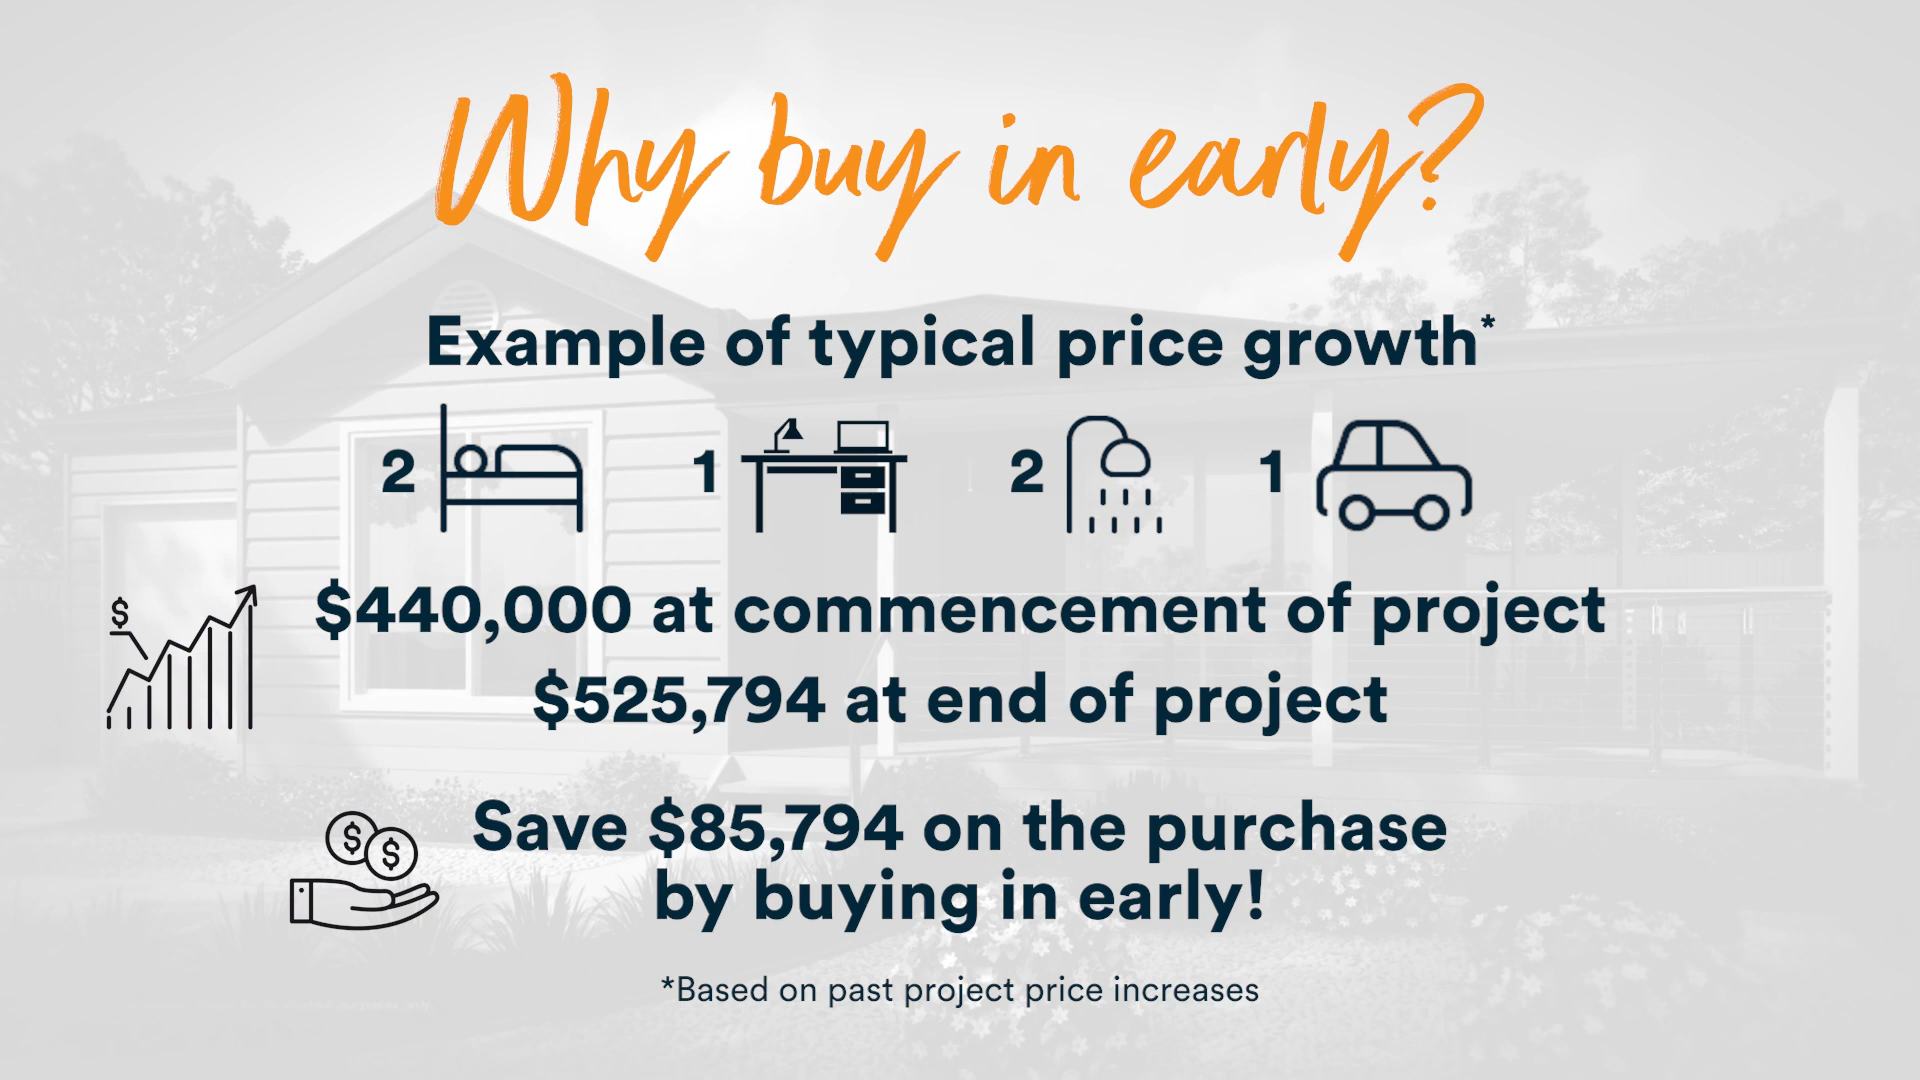 Why buy in early?
Example of typical price growth*
2 1 2 1
$
$440,000 at commencement of project
$525,794 at end of project
$ $
Save $85,794 on the purchase
by buying in early!
*Based on past project price increases